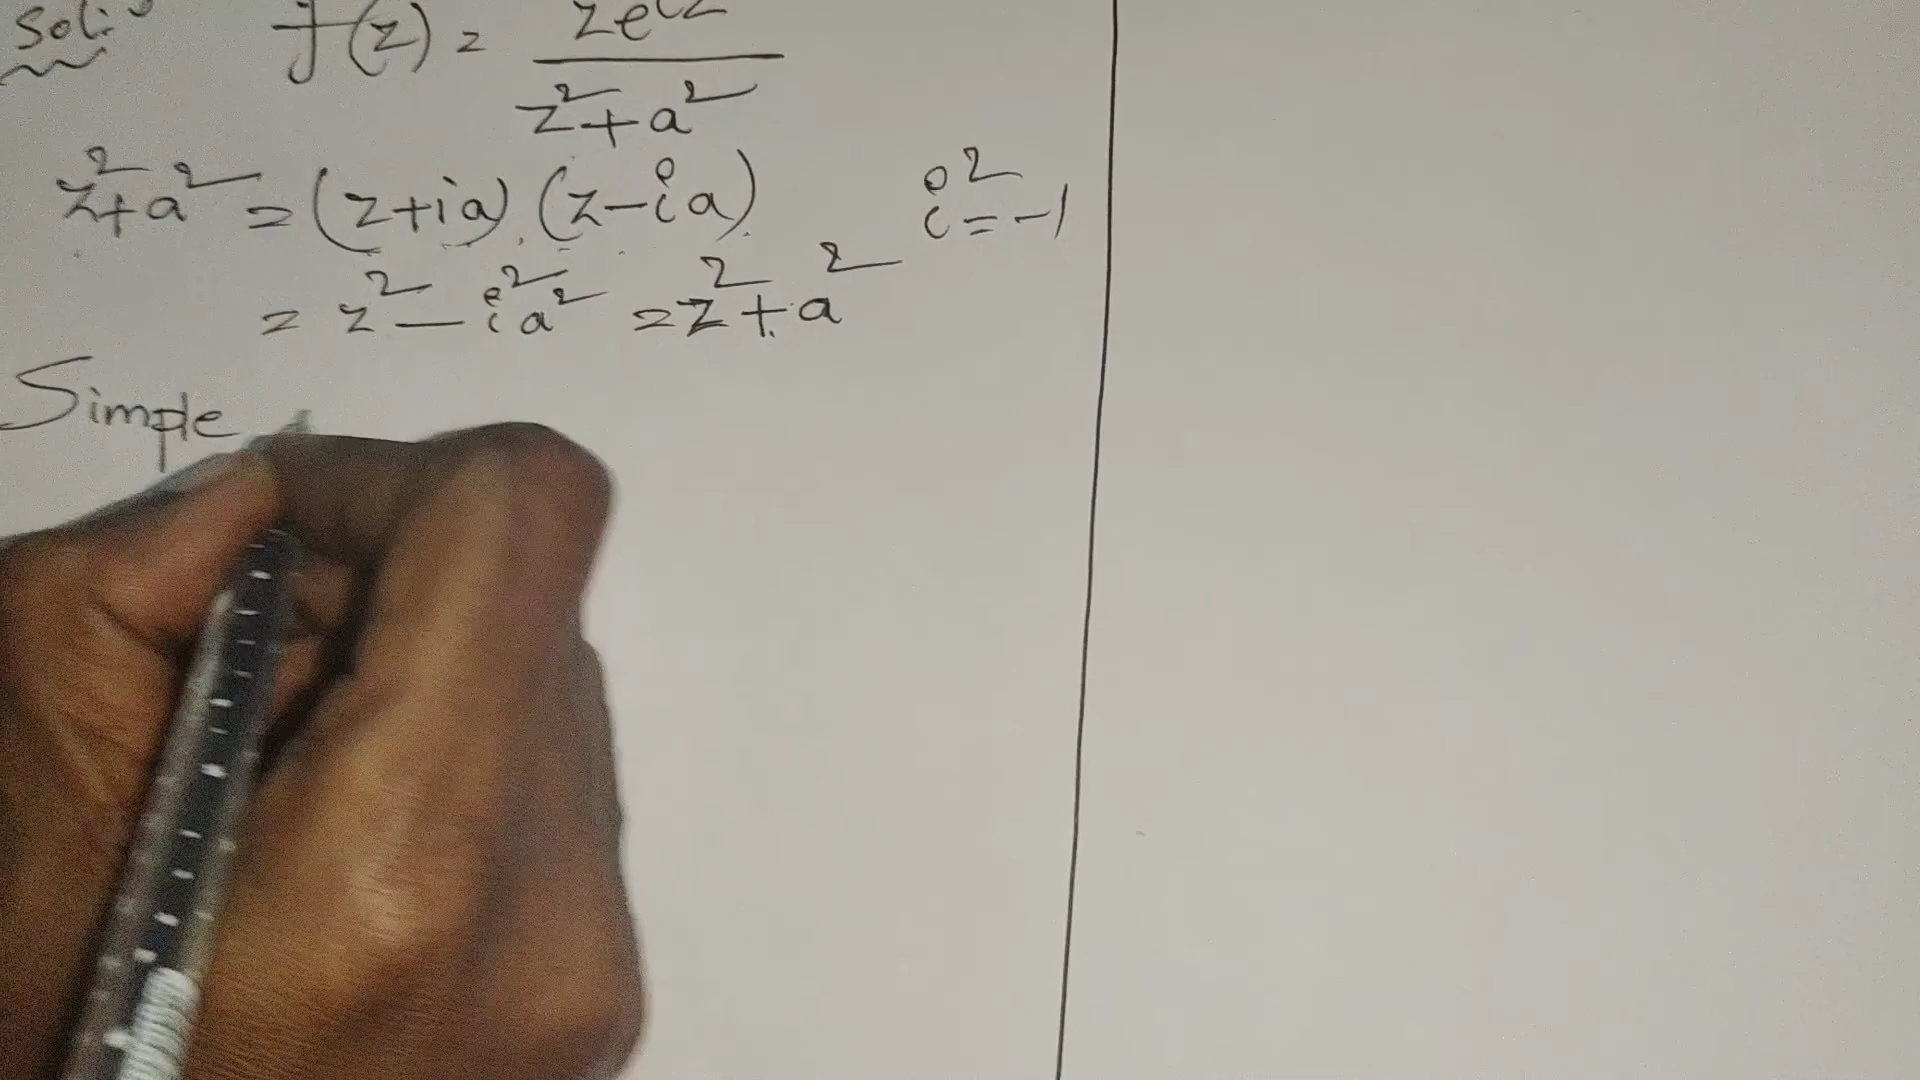 Sol:
f(z) = ze^{iz} / z²+a²
z²+a² = (z+ia) (z-ia)   i² = -1
= z² - i²a² = z²+a²
Simple